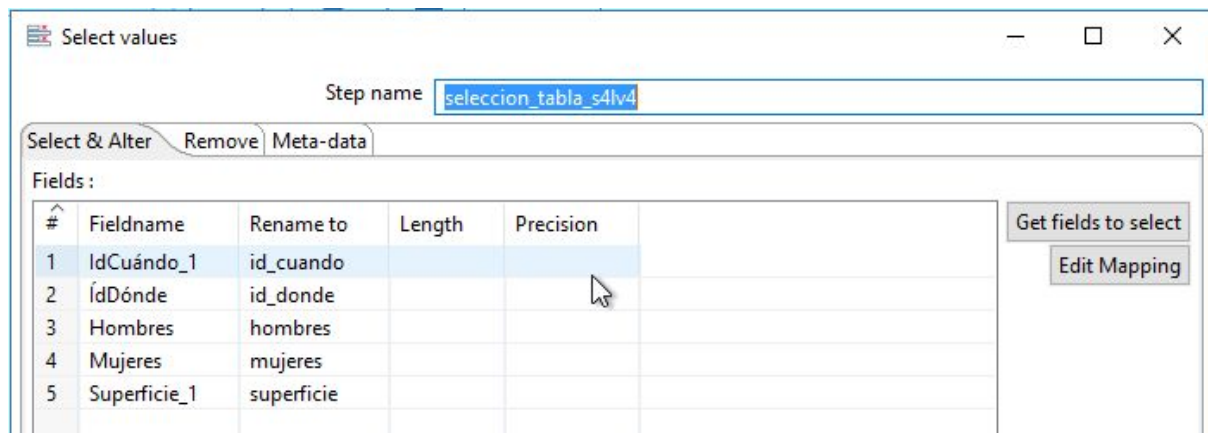 Select values
Step name seleccion_tabla_s4lv4
Select & Alter Remove Meta-data
Fields :
# Fieldname Rename to Length Precision
Get fields to select
1 IdCuándo_1 id_cuando
Edit Mapping
2 ÍdDónde id_donde
3 Hombres hombres
4 Mujeres mujeres
5 Superficie_1 superficie